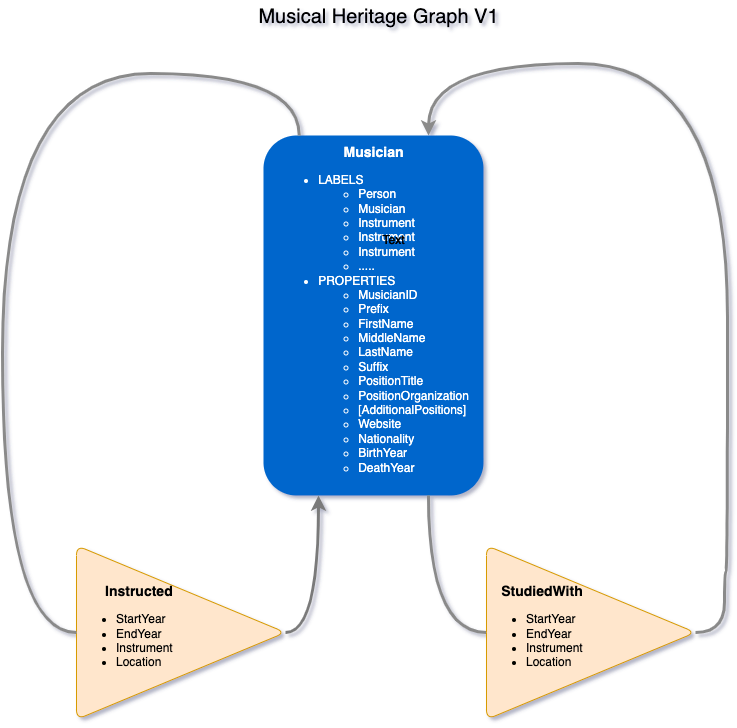 Musical Heritage Graph V1
Musician
LABELS
Person
Musician
Instrument
Instrument
Text
Instrument
.....
PROPERTIES
MusicianID
Prefix
FirstName
MiddleName
LastName
Suffix
PositionTitle
PositionOrganization
[AdditionalPositions]
Website
Nationality
BirthYear
DeathYear
Instructed
StartYear
EndYear
Instrument
Location
StudiedWith
StartYear
EndYear
Instrument
Location